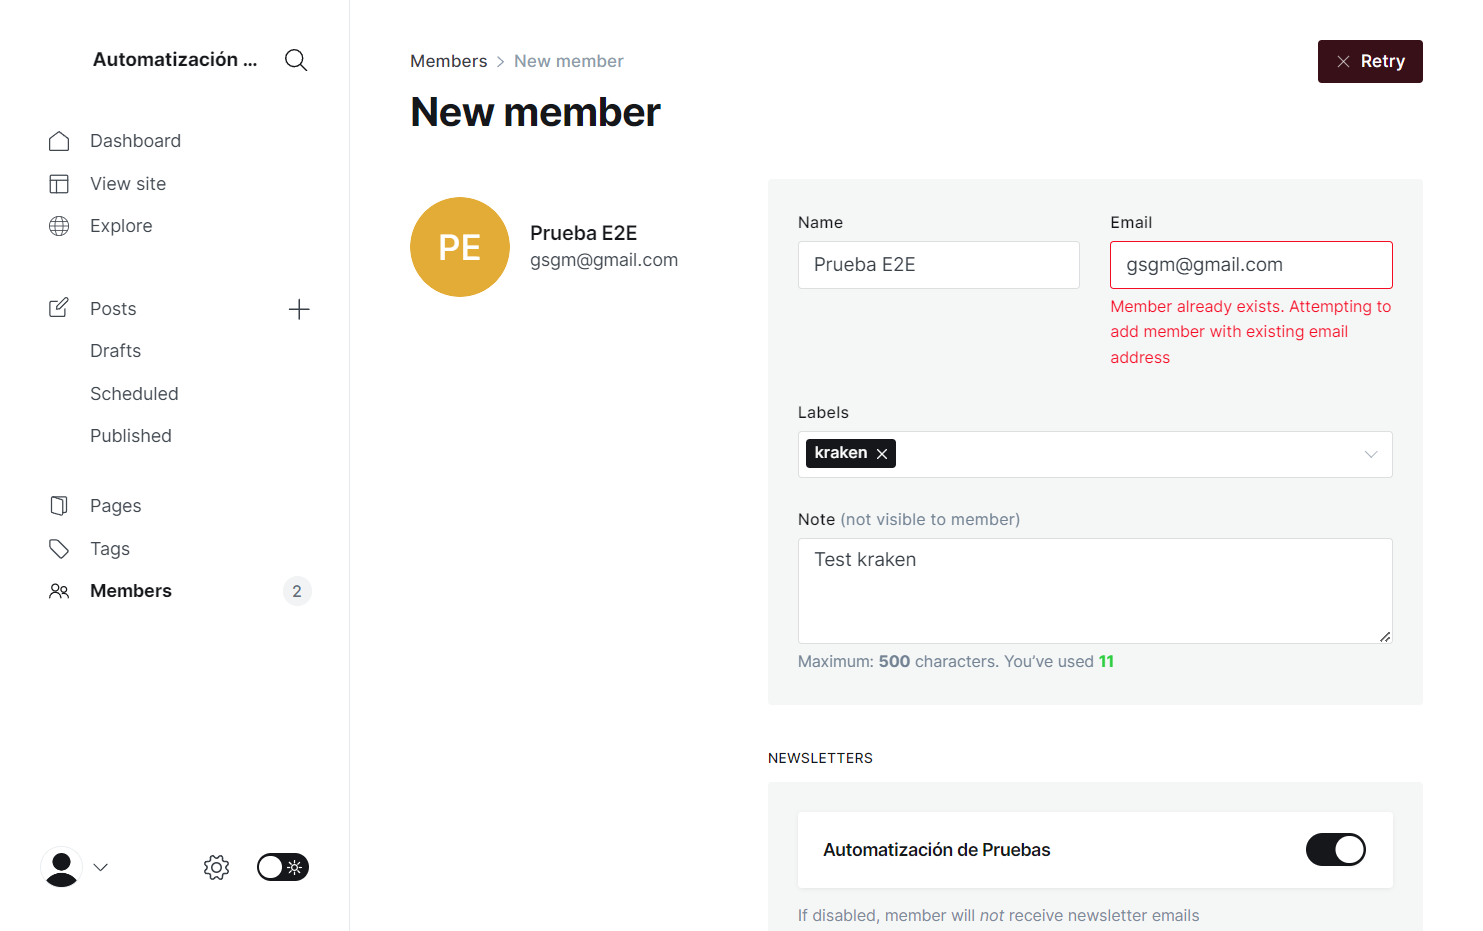 Automatización ...
Dashboard
View site
Explore
Posts
Drafts
Scheduled
Published
Pages
Tags
Members 2
Members > New member
Retry
New member
PE
Prueba E2E
gsgm@gmail.com
Name
Prueba E2E
Email
gsgm@gmail.com
Member already exists. Attempting to
add member with existing email
address
Labels
kraken
Note (not visible to member)
Test kraken
Maximum: 500 characters. You’ve used 11
NEWSLETTERS
Automatización de Pruebas
If disabled, member will not receive newsletter emails